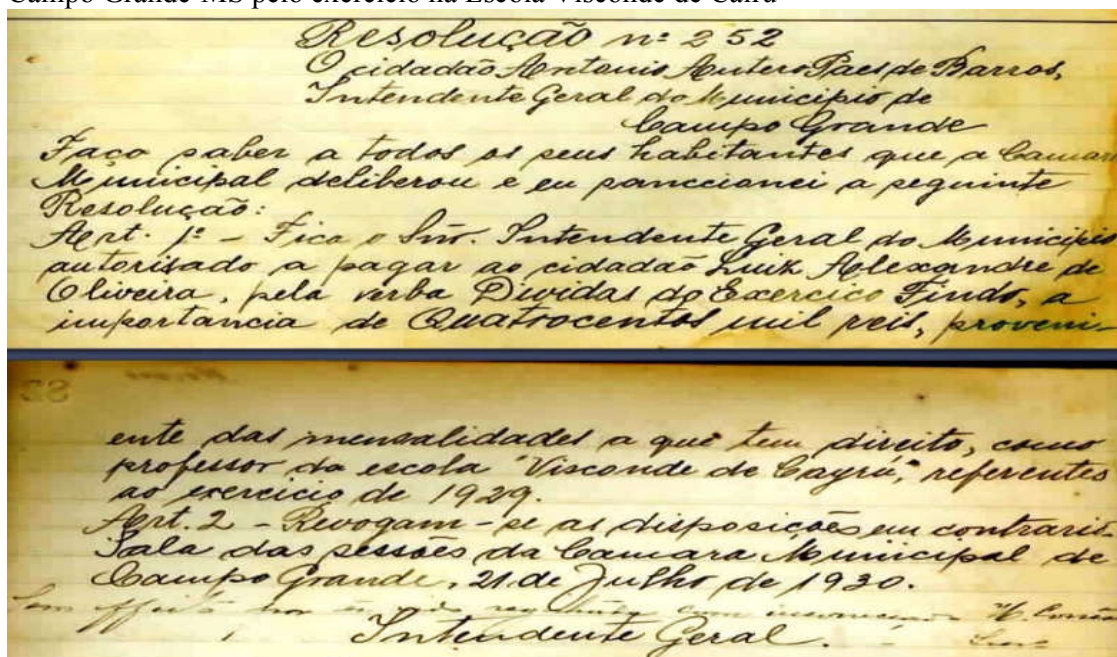 Campo Grande-MS pelo exercício na Escola Visconde de Cairu
Resolução nº 252
O cidadão Antonio Antero Paes de Barros,
Intendente Geral do Municipio de
Campo Grande
Faço saber a todos os seus habitantes que a Camara
Municipal deliberou e eu sanccionei a seguinte
Resolução:
Art. 1º - Fica o Snr. Intendente Geral do Municipio
autorisado a pagar ao cidadão Luiz Alexandre de
Oliveira, pela verba Dividas do Exercico Findo, a
importancia de Quatrocentos mil reis, proveni-
82
ente das mensalidades a que tem direito, como
professor da escola "Visconde de Cayrú", referentes
ao exercicio de 1929.
Art. 2 - Revogam-se as disposições em contrario.
Sala das sessões da Camara Municipal de
Campo Grande, 21 de Julho de 1930.
Sem effeito
Intendente Geral.